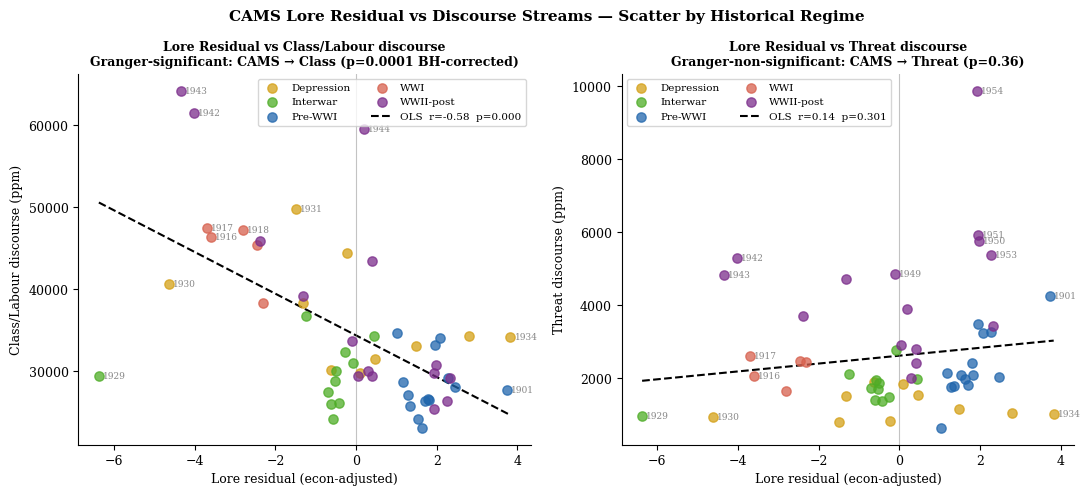 CAMS Lore Residual vs Discourse Streams — Scatter by Historical Regime
Lore Residual vs Class/Labour discourse
Granger-significant: CAMS → Class (p=0.0001 BH-corrected)
Depression
Interwar
Pre-WWI
WWI
WWII-post
OLS r=-0.58 p=0.000
Class/Labour discourse (ppm)
60000
50000
40000
30000
1943
1942
1944
1931
1917
1918
1916
1930
1934
1929
1901
−6
−4
−2
0
2
4
Lore residual (econ-adjusted)
Lore Residual vs Threat discourse
Granger-non-significant: CAMS → Threat (p=0.36)
Depression
Interwar
Pre-WWI
WWI
WWII-post
OLS r=0.14 p=0.301
Threat discourse (ppm)
10000
8000
6000
4000
2000
1954
1951
1950
1953
1942
1943
1949
1901
1917
1916
1929
1930
1934
−6
−4
−2
0
2
4
Lore residual (econ-adjusted)